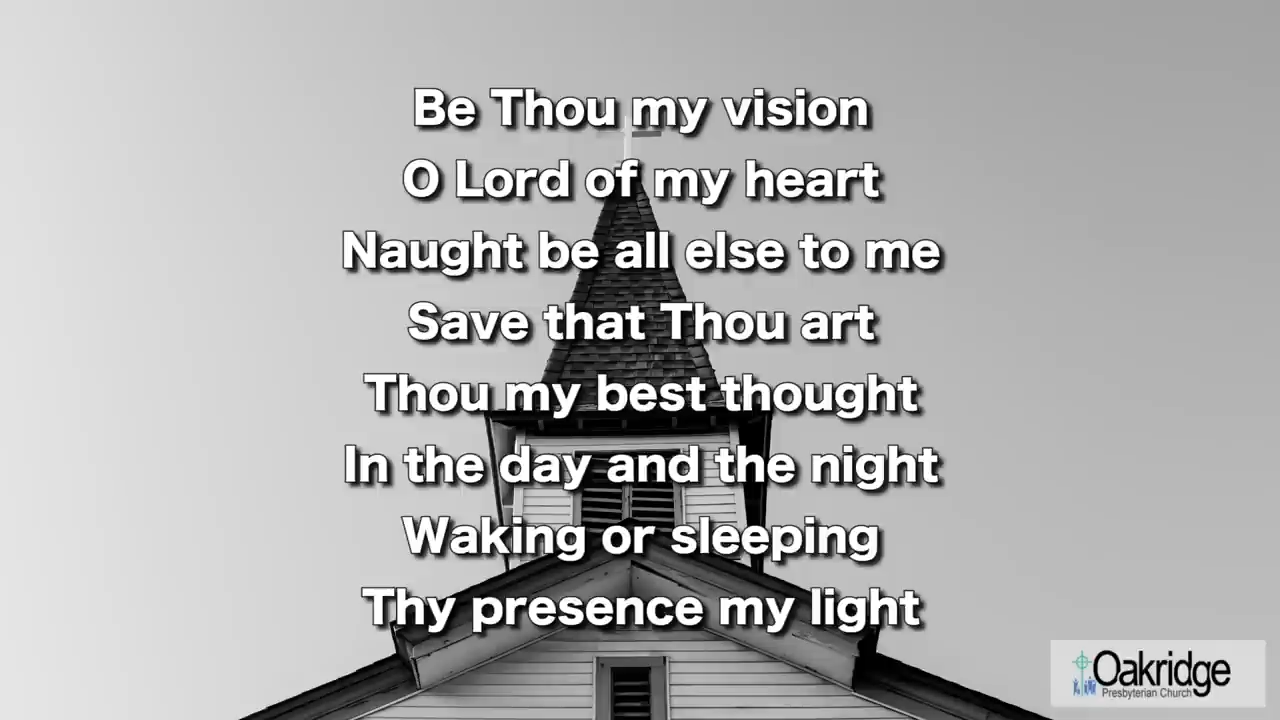 Be Thou my vision
O Lord of my heart
Naught be all else to me
Save that Thou art
Thou my best thought
In the day and the night
Waking or sleeping
Thy presence my light
Oakridge
Presbyterian Church